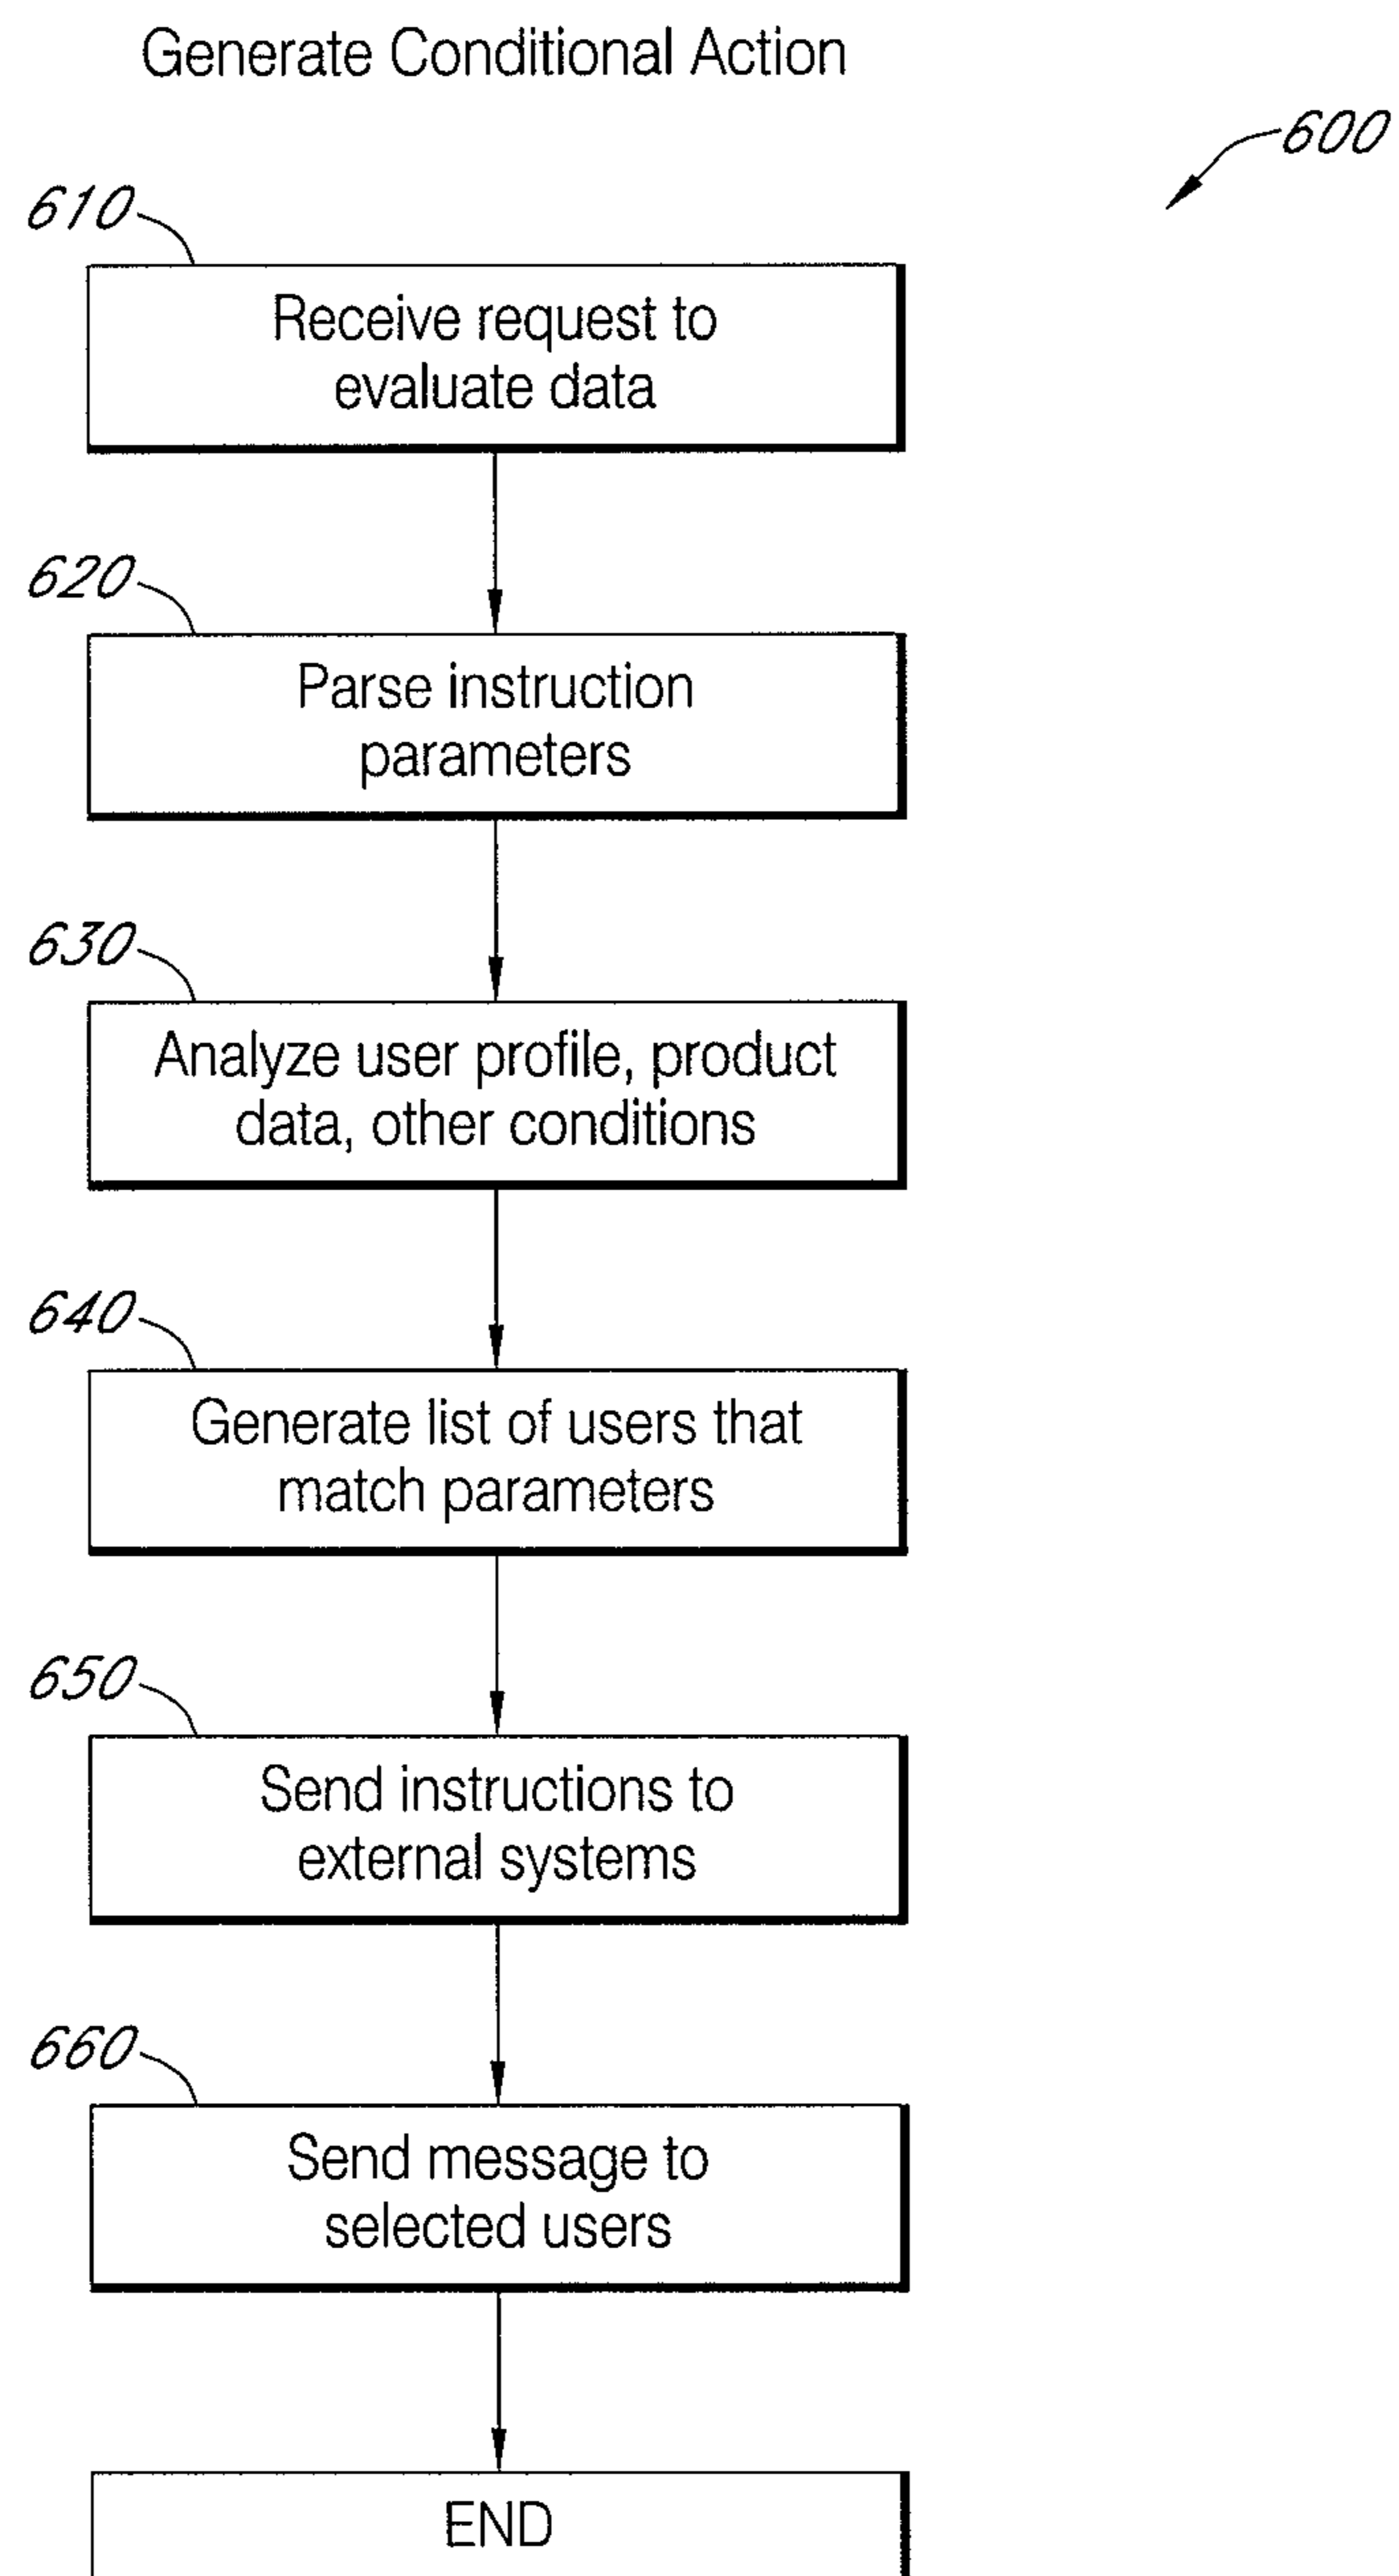 Generate Conditional Action
600
610
Receive request to
evaluate data
620
Parse instruction
parameters
630
Analyze user profile, product
data, other conditions
640
Generate list of users that
match parameters
650
Send instructions to
external systems
660
Send message to
selected users
END